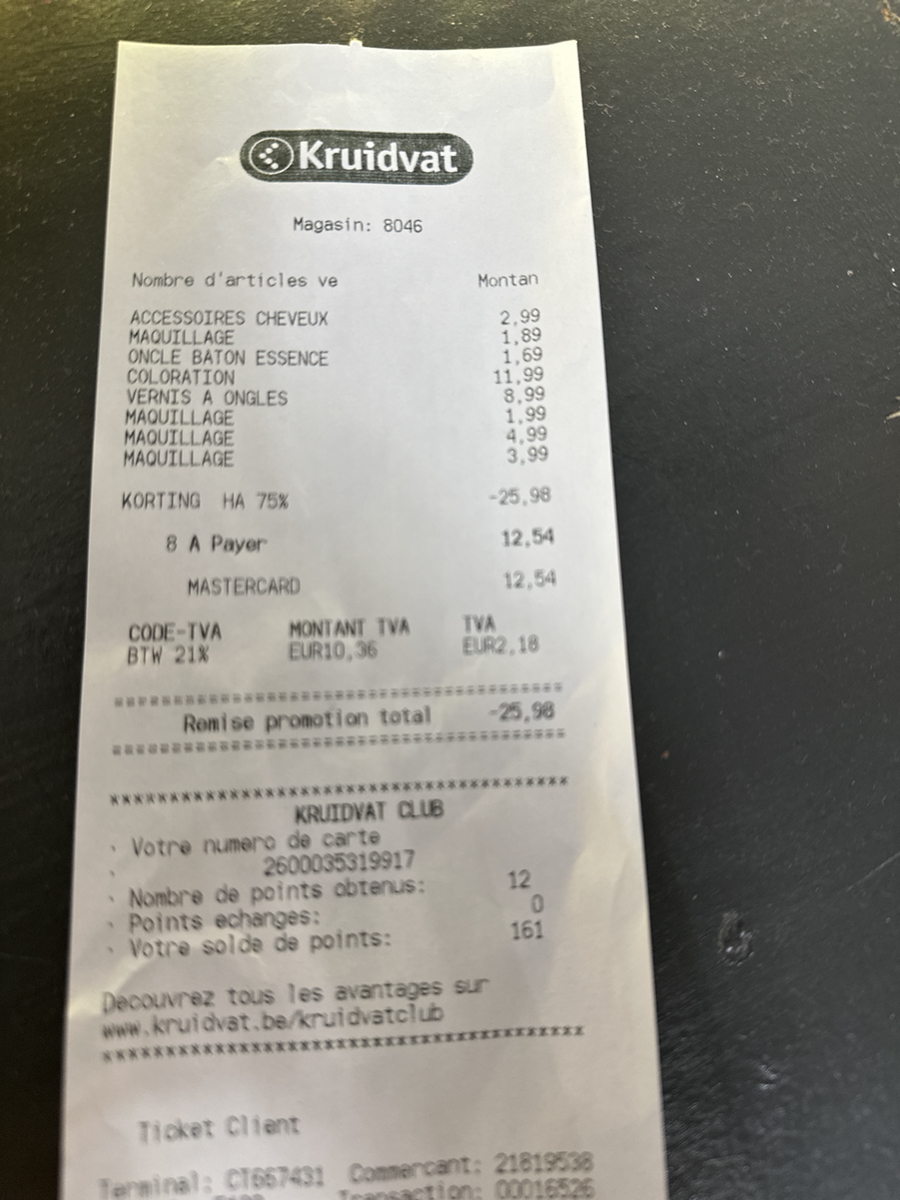 Kruidvat
Magasin: 8046
Nombre d'articles ve Montan
ACCESSOIRES CHEVEUX 2,99
MAQUILLAGE 1,89
ONCLE BATON ESSENCE 1,69
COLORATION 11,99
VERNIS A ONGLES 8,99
MAQUILLAGE 1,99
MAQUILLAGE 4,99
MAQUILLAGE 3,99
KORTING HA 75% -25,98
8 A Payer 12,54
MASTERCARD 12,54
CODE-TVA MONTANT TVA TVA
BTW 21% EUR10,36 EUR2,18
=======================================
Remise promotion total -25,98
=======================================
***************************************
KRUIDVAT CLUB
· Votre numero de carte
· 2600035319917
· Nombre de points obtenus: 12
· Points echanges: 0
· Votre solde de points: 161
Decouvrez tous les avantages sur
www.kruidvat.be/kruidvatclub
***************************************
Ticket Client
Terminal: CT667431 Commercant: 21819538
Transaction: 00016526